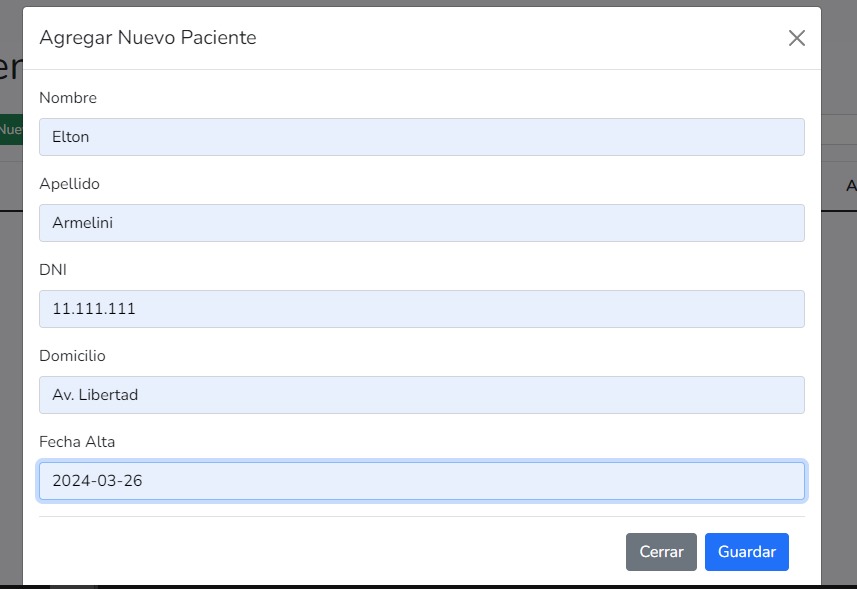 Agregar Nuevo Paciente
Nombre
Elton
Apellido
Armelini
DNI
11.111.111
Domicilio
Av. Libertad
Fecha Alta
2024-03-26
Cerrar Guardar